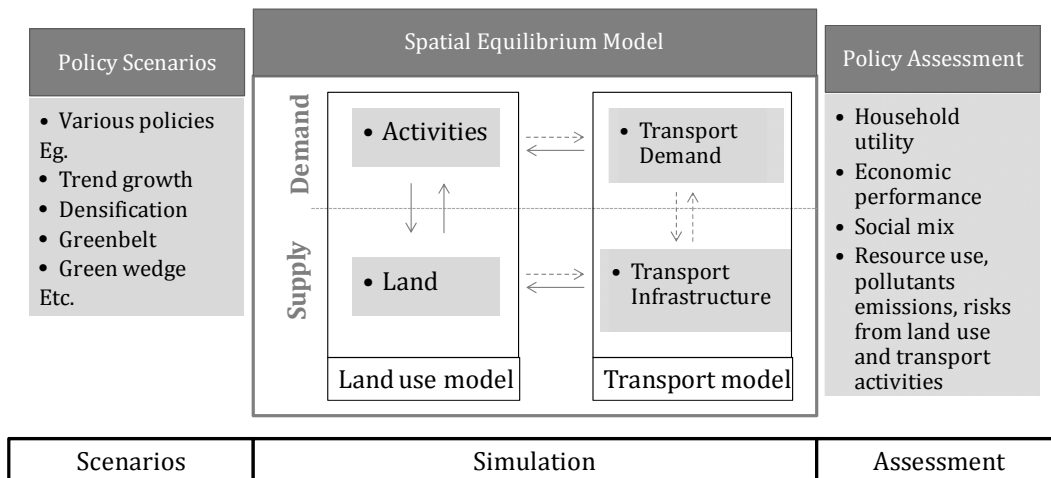 Policy Scenarios
• Various policies
Eg.
• Trend growth
• Densification
• Greenbelt
• Green wedge
Etc.
Spatial Equilibrium Model
Demand
• Activities
• Transport
Demand
Supply
• Land
• Transport
Infrastructure
Land use model
Transport model
Policy Assessment
• Household
utility
• Economic
performance
• Social mix
• Resource use,
pollutants
emissions, risks
from land use
and transport
activities
Scenarios
Simulation
Assessment